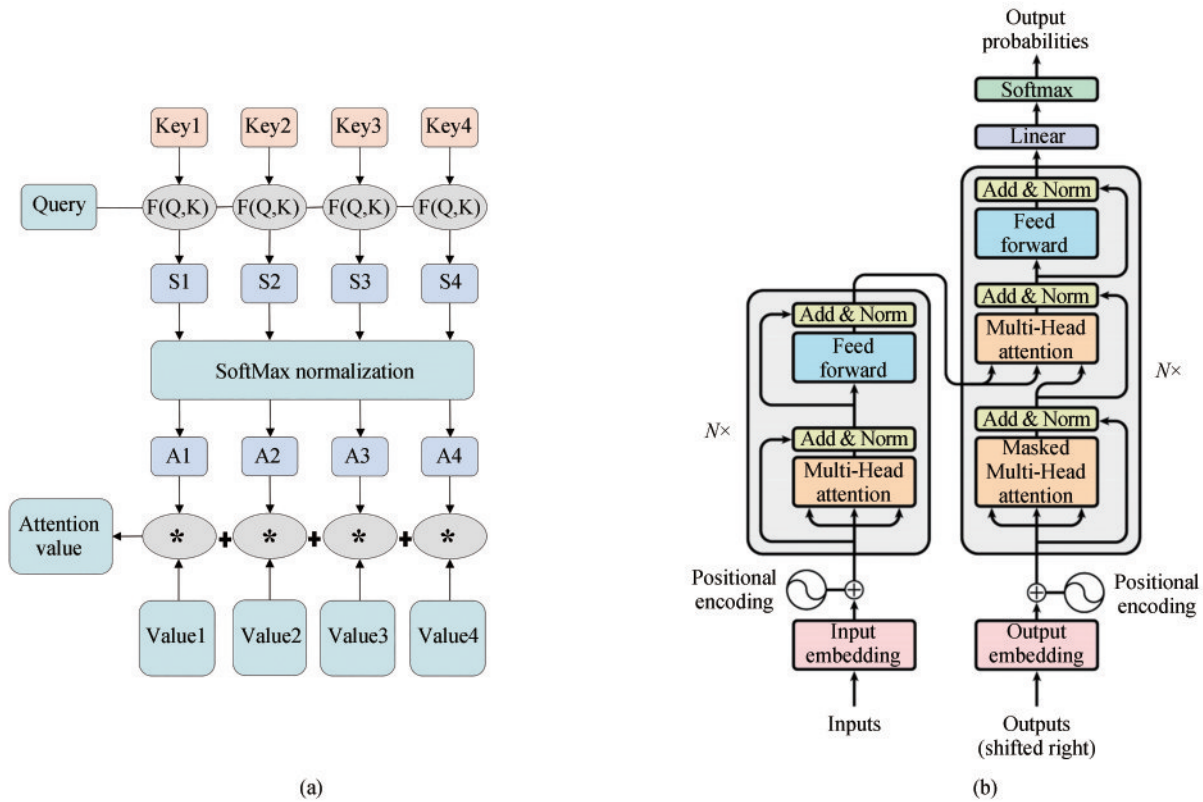 Key1
Key2
Key3
Key4
Query
F(Q,K)
F(Q,K)
F(Q,K)
F(Q,K)
S1
S2
S3
S4
SoftMax normalization
A1
A2
A3
A4
Attention
value
*
+
*
+
*
+
*
Value1
Value2
Value3
Value4
(a)
Output
probabilities
Softmax
Linear
Add & Norm
Feed
forward
Add & Norm
Multi-Head
attention
N×
Add & Norm
Masked
Multi-Head
attention
Add & Norm
Feed
forward
N×
Add & Norm
Multi-Head
attention
Positional
encoding
Positional
encoding
Input
embedding
Output
embedding
Inputs
Outputs
(shifted right)
(b)